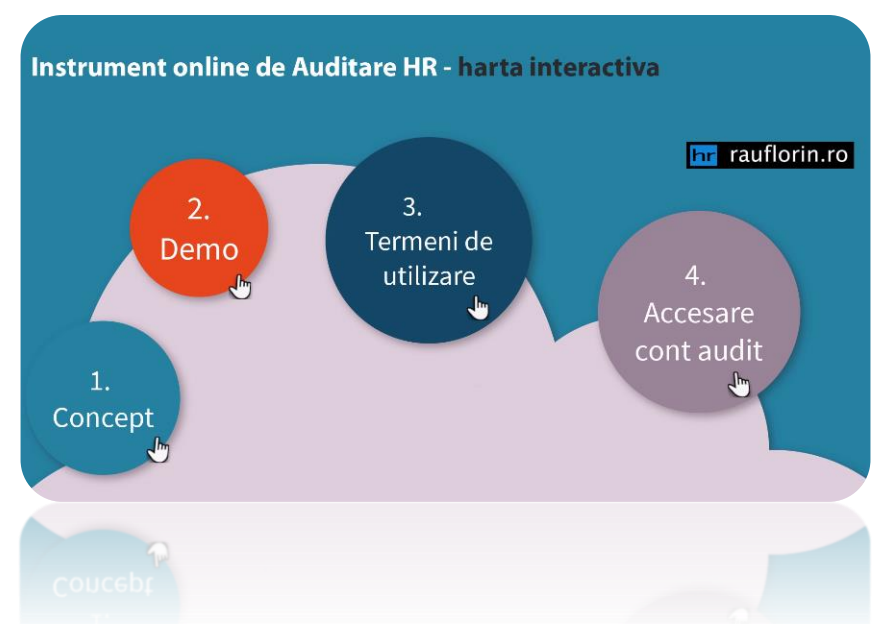 Instrument online de Auditare HR - harta interactiva
hr rauflorin.ro
1.
Concept
2.
Demo
3.
Termeni de
utilizare
4.
Accesare
cont audit